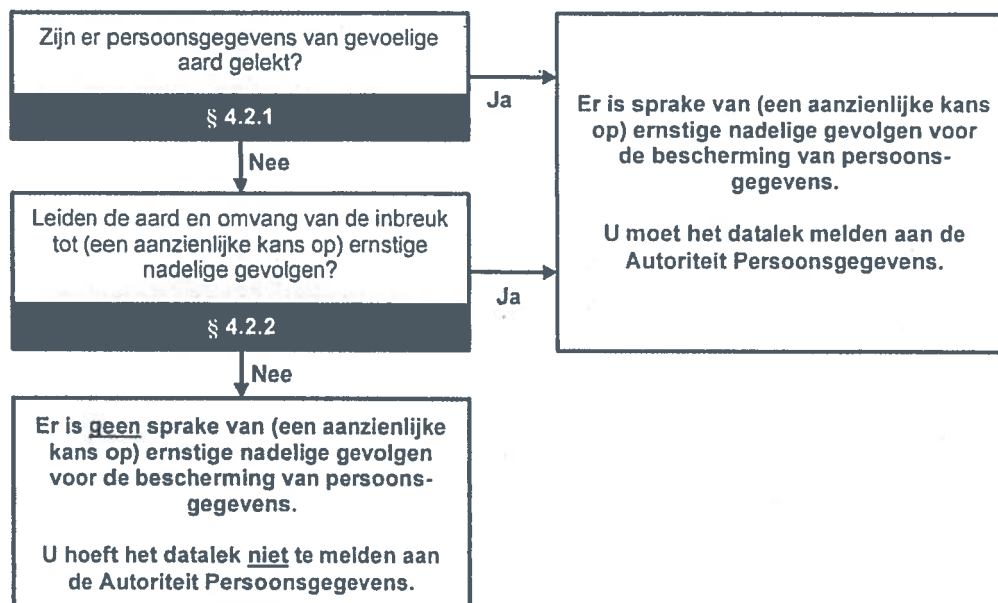 Zijn er persoonsgegevens van gevoelige
aard gelekt?
§ 4.2.1
Ja
Nee
Er is sprake van (een aanzienlijke kans
op) ernstige nadelige gevolgen voor
de bescherming van persoons-
gegevens.
U moet het datalek melden aan de
Autoriteit Persoonsgegevens.
Leiden de aard en omvang van de inbreuk
tot (een aanzienlijke kans op) ernstige
nadelige gevolgen?
§ 4.2.2
Ja
Nee
Er is geen sprake van (een aanzienlijke
kans op) ernstige nadelige gevolgen
voor de bescherming van persoons-
gegevens.
U hoeft het datalek niet te melden aan
de Autoriteit Persoonsgegevens.